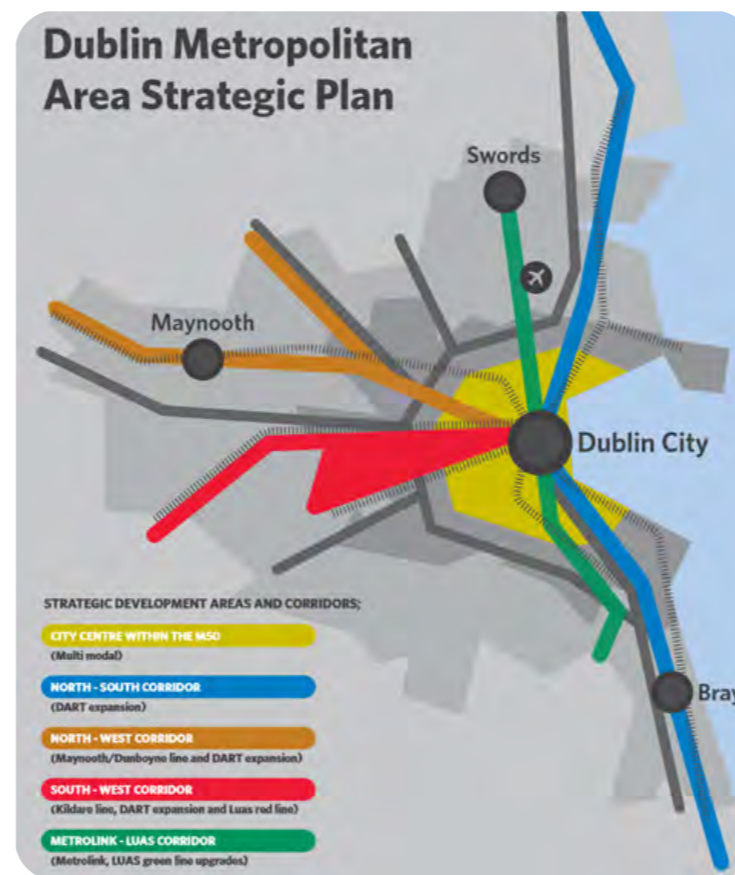 Dublin Metropolitan
Area Strategic Plan
Swords
Maynooth
Dublin City
Bray
STRATEGIC DEVELOPMENT AREAS AND CORRIDORS;
CITY CENTRE WITHIN THE M50
(Multi modal)
NORTH - SOUTH CORRIDOR
(DART expansion)
NORTH - WEST CORRIDOR
(Maynooth/Dunboyne line and DART expansion)
SOUTH - WEST CORRIDOR
(Kildare line, DART expansion and Luas red line)
METROLINK - LUAS CORRIDOR
(Metrolink, LUAS green line upgrades)